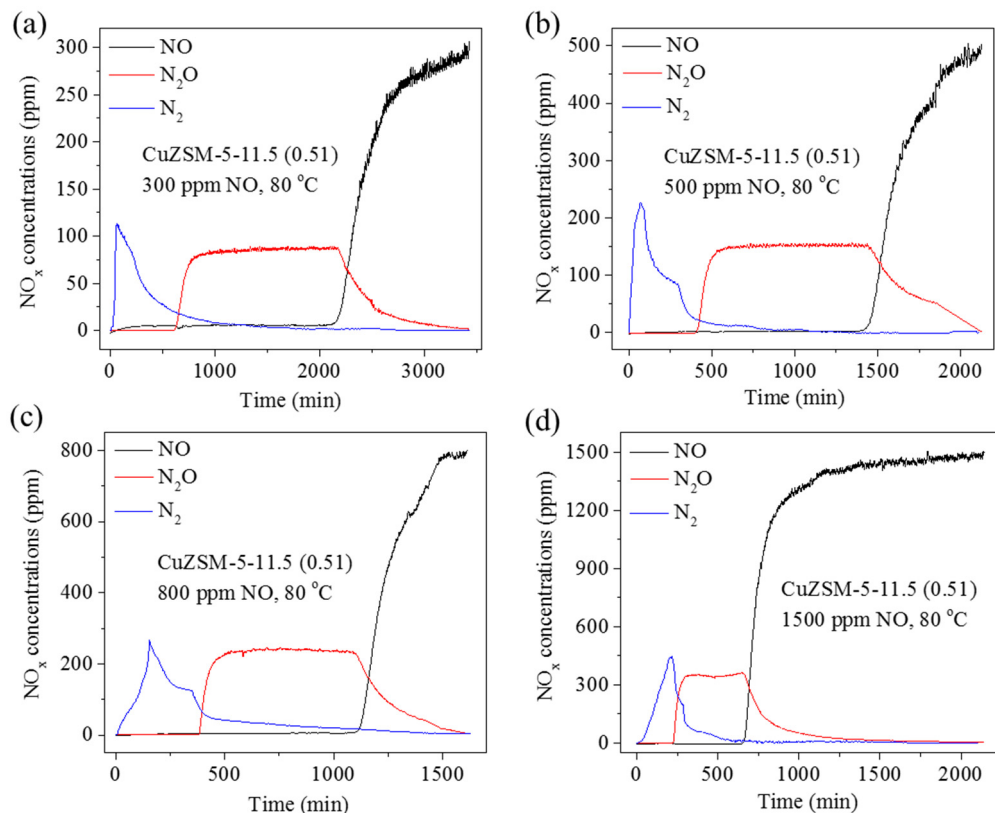 (a)
NOx concentrations (ppm)
300
250
200
150
100
50
0
NO
N2O
N2
CuZSM-5-11.5 (0.51)
300 ppm NO, 80 °C
0 1000 2000 3000
Time (min)
(b)
NOx concentrations (ppm)
500
400
300
200
100
0
NO
N2O
N2
CuZSM-5-11.5 (0.51)
500 ppm NO, 80 °C
0 500 1000 1500 2000
Time (min)
(c)
NOx concentrations (ppm)
800
600
400
200
0
NO
N2O
N2
CuZSM-5-11.5 (0.51)
800 ppm NO, 80 °C
0 500 1000 1500
Time (min)
(d)
NOx concentrations (ppm)
1500
1200
900
600
300
0
NO
N2O
N2
CuZSM-5-11.5 (0.51)
1500 ppm NO, 80 °C
0 500 1000 1500 2000
Time (min)